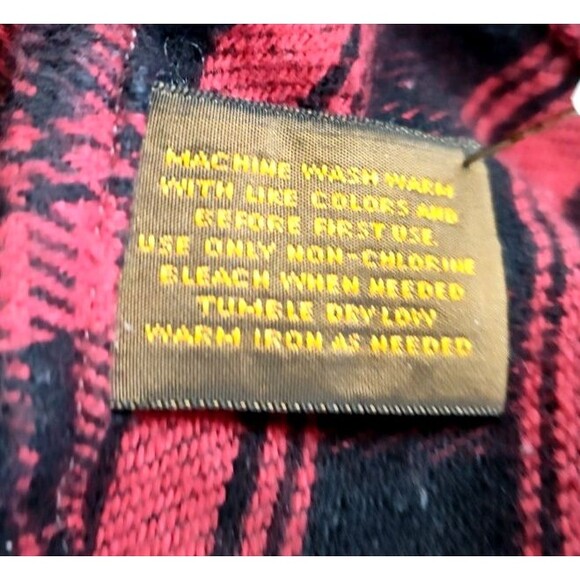 MACHINE WASH WARM
WITH LIKE COLORS AND
BEFORE FIRST USE
USE ONLY NON-CHLORINE
BLEACH WHEN NEEDED
TUMBLE DRY LOW
WARM IRON AS NEEDED